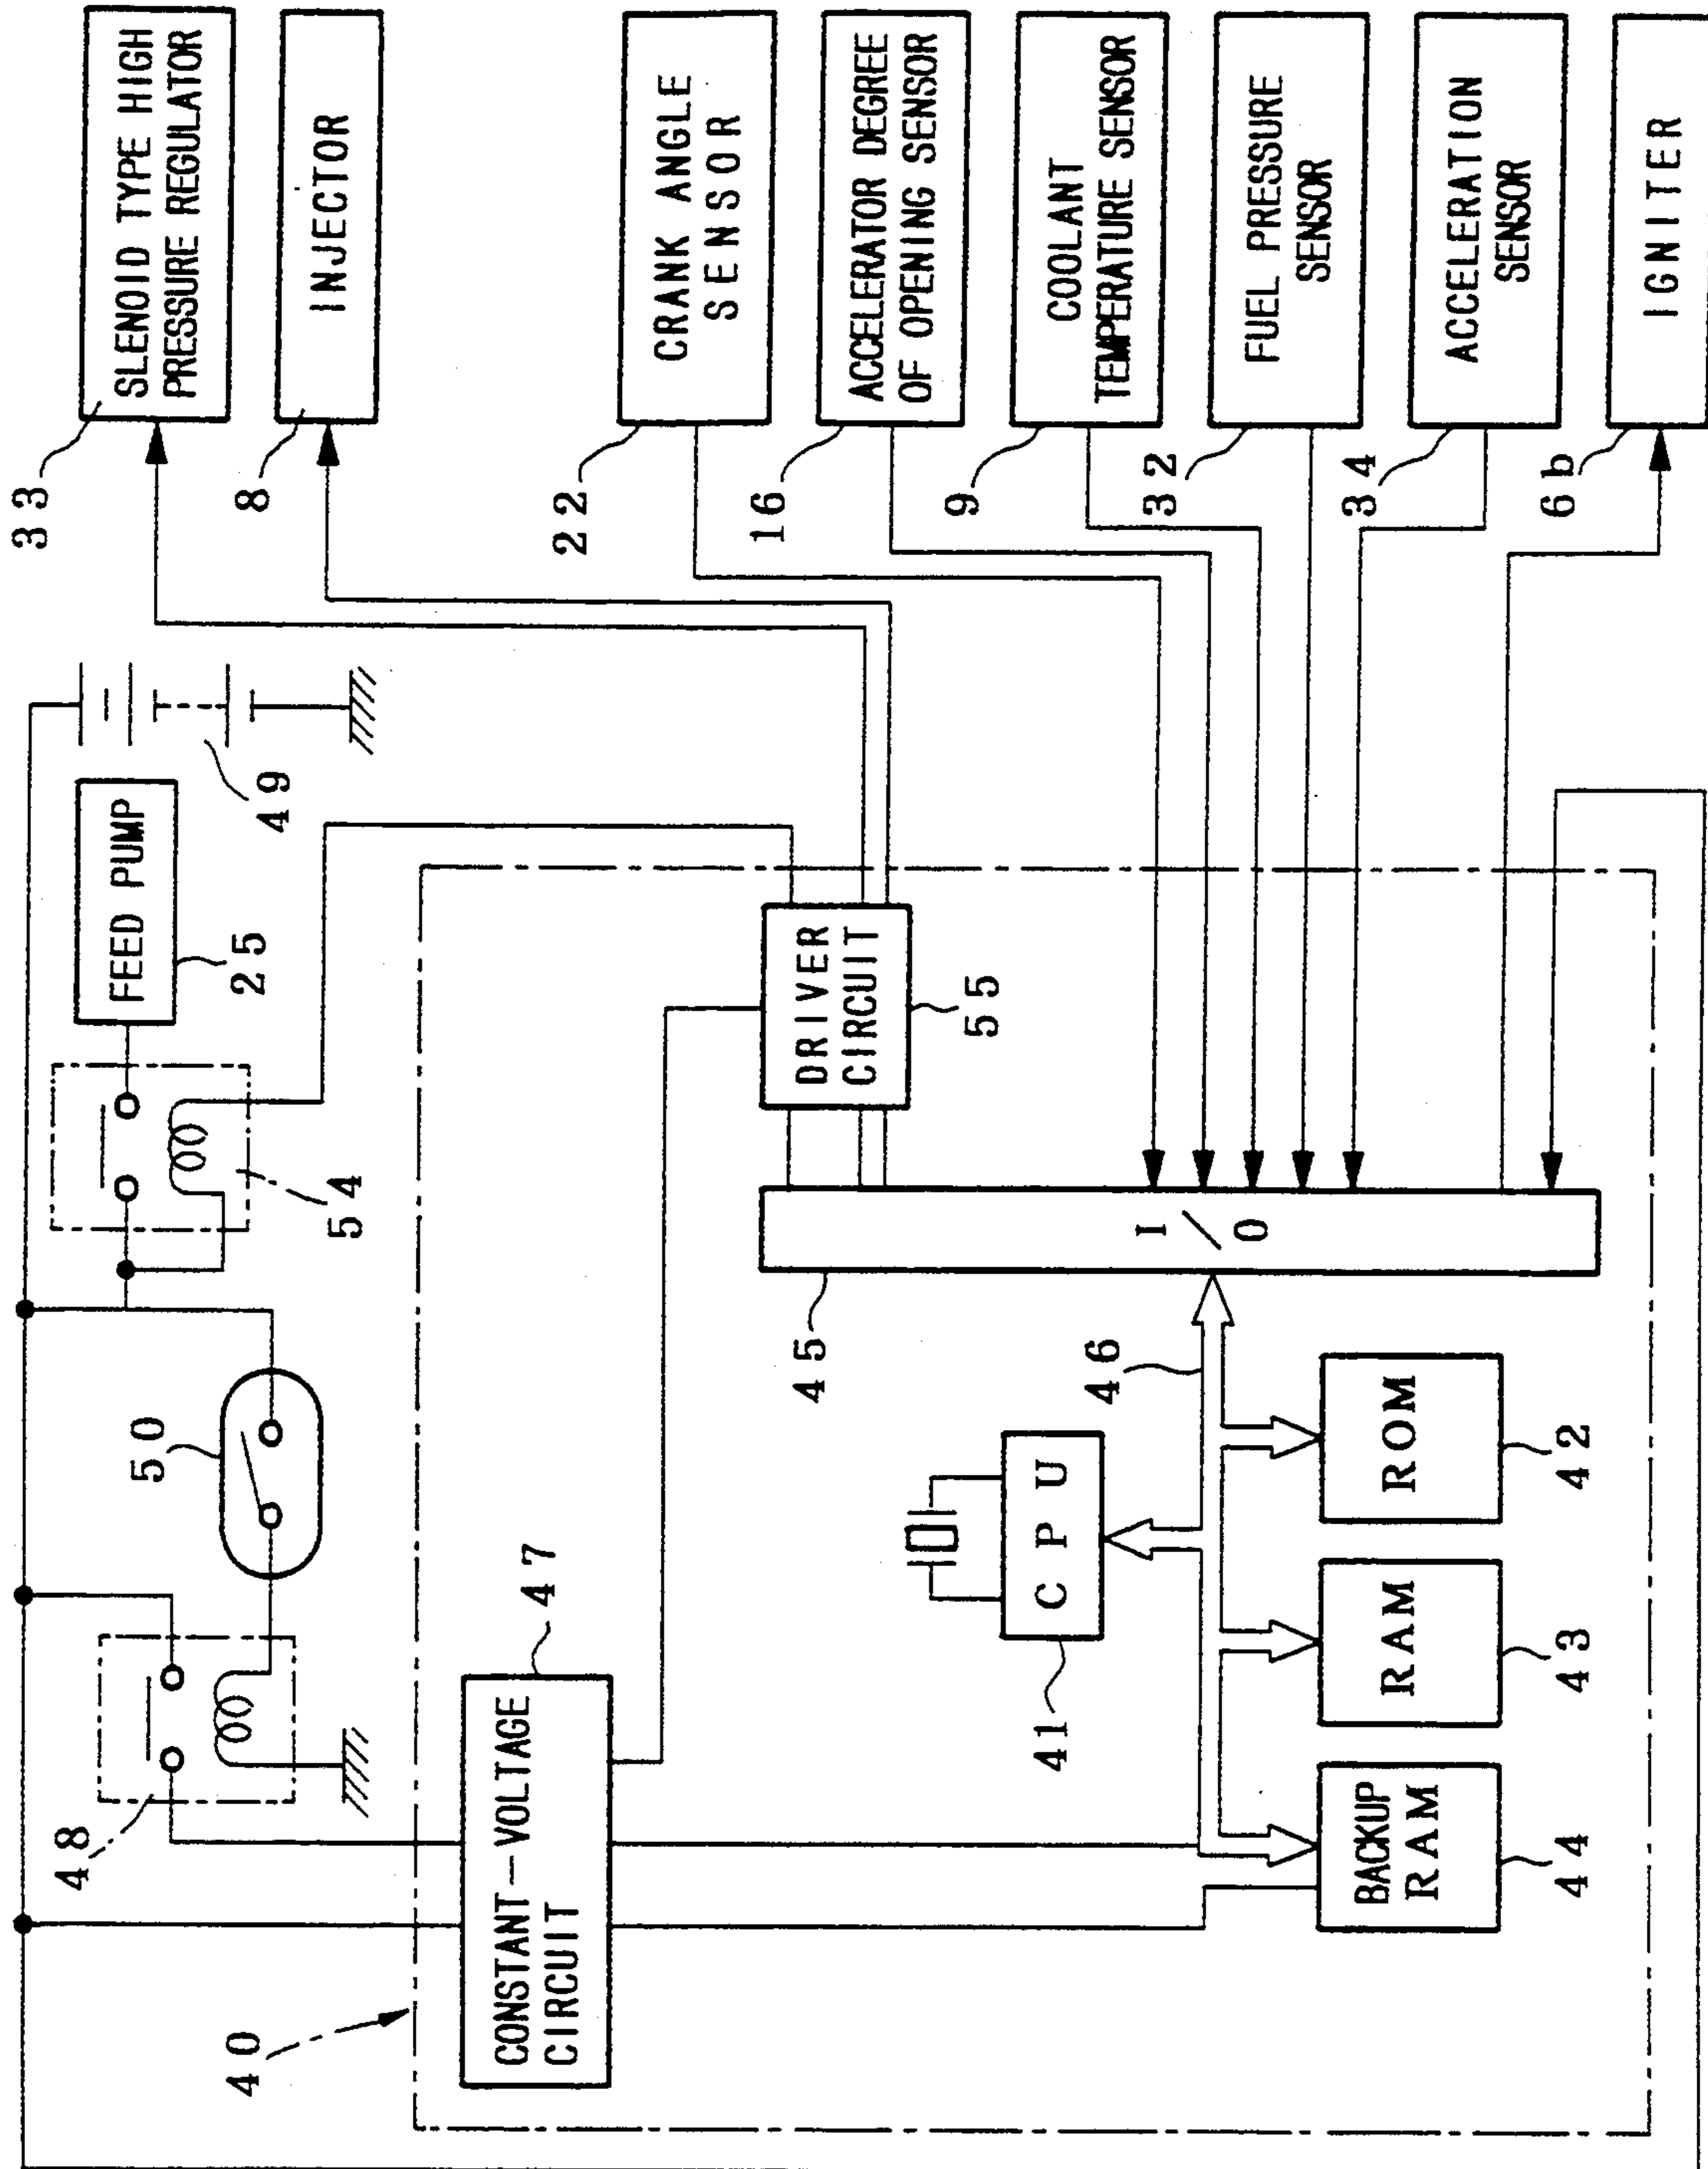 SLENOID TYPE HIGH
PRESSURE REGULATOR
33
INJECTOR
8
CRANK ANGLE
SENSOR
22
ACCELERATOR DEGREE
OF OPENING SENSOR
16
COOLANT
TEMPERATURE SENSOR
9
FUEL PRESSURE
SENSOR
32
ACCELERATION
SENSOR
34
IGNITER
6b
49
FEED PUMP
25
54
50
48
DRIVER
CIRCUIT
55
I/O
45
46
CONSTANT-VOLTAGE
CIRCUIT
47
40
CPU
41
ROM
42
RAM
43
BACKUP
RAM
44